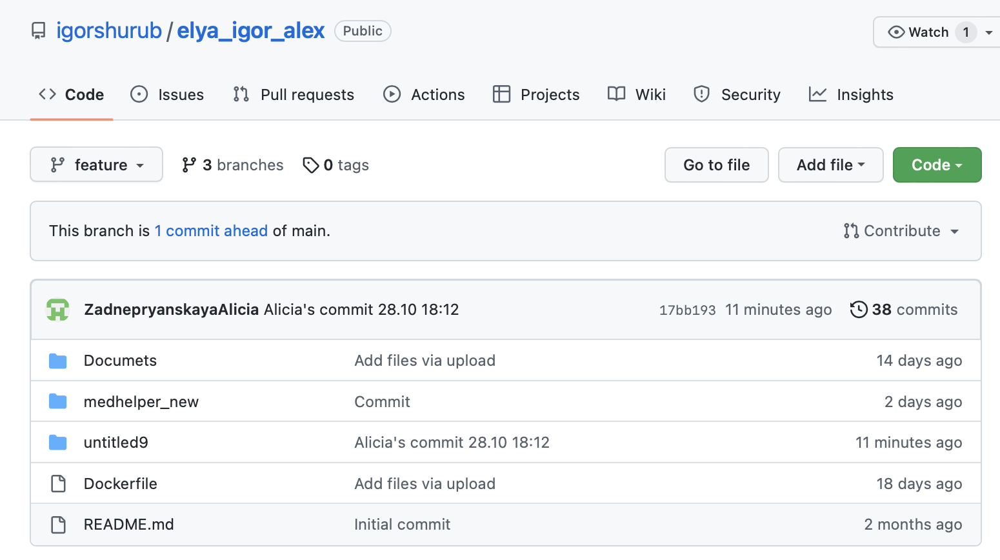 igorshurub / elya_igor_alex Public Watch 1
Code Issues Pull requests Actions Projects Wiki Security Insights
feature 3 branches 0 tags Go to file Add file Code
This branch is 1 commit ahead of main. Contribute
ZadnepryanskayaAlicia Alicia's commit 28.10 18:12 17bb193 11 minutes ago 38 commits
Documets Add files via upload 14 days ago
medhelper_new Commit 2 days ago
untitled9 Alicia's commit 28.10 18:12 11 minutes ago
Dockerfile Add files via upload 18 days ago
README.md Initial commit 2 months ago